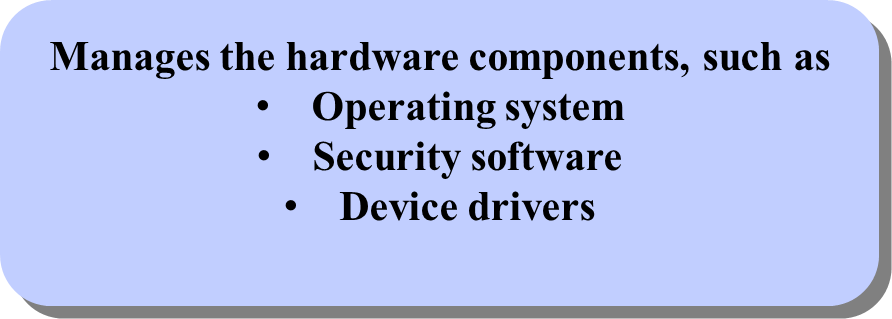 Manages the hardware components, such as
• Operating system
• Security software
• Device drivers